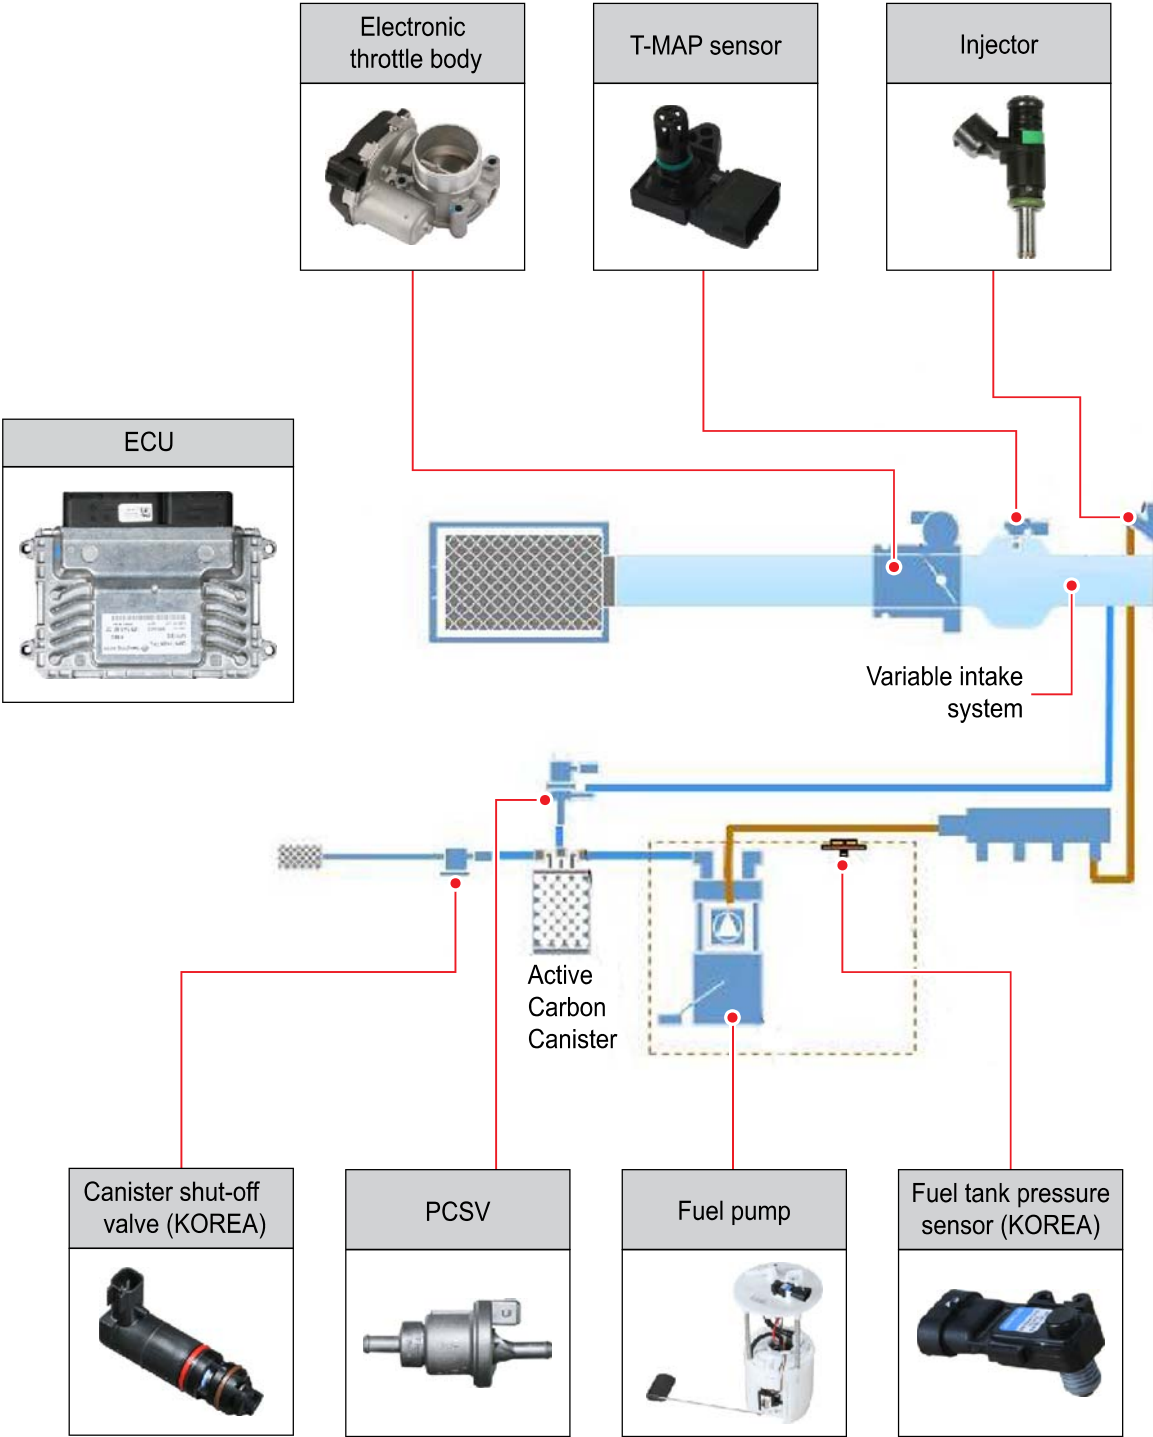 Electronic
throttle body
T-MAP sensor
Injector
ECU
Variable intake
system
Active
Carbon
Canister
Canister shut-off
valve (KOREA)
PCSV
Fuel pump
Fuel tank pressure
sensor (KOREA)